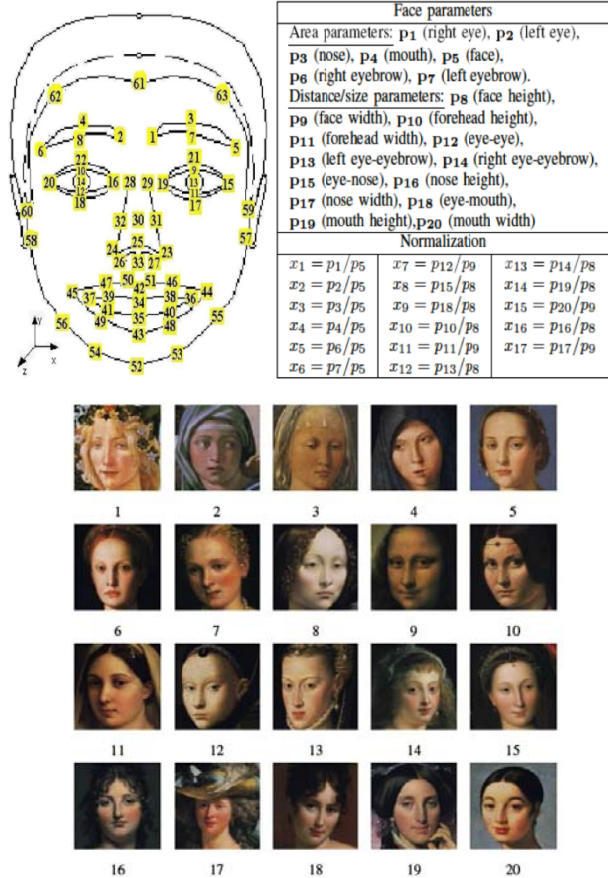 61
62
63
4
3
6
8
2
1
7
5
22
21
10
9
20
14
16
28
29
19
13
15
12
11
18
17
60
59
32
30
31
58
57
24
25
23
26
33
27
47
50
51
46
45
42
44
37
39
34
38
36
41
35
40
49
48
43
56
55
54
53
52
Y
X
Z
Face parameters
Area parameters: p1 (right eye), p2 (left eye),
p3 (nose), p4 (mouth), p5 (face),
p6 (right eyebrow), p7 (left eyebrow).
Distance/size parameters: p8 (face height),
p9 (face width), p10 (forehead height),
p11 (forehead width), p12 (eye-eye),
p13 (left eye-eyebrow), p14 (right eye-eyebrow),
p15 (eye-nose), p16 (nose height),
p17 (nose width), p18 (eye-mouth),
p19 (mouth height),p20 (mouth width)
Normalization
x1 = p1/p5 x7 = p12/p9 x13 = p14/p8
x2 = p2/p5 x8 = p15/p8 x14 = p19/p8
x3 = p3/p5 x9 = p18/p8 x15 = p20/p9
x4 = p4/p5 x10 = p10/p8 x16 = p16/p8
x5 = p6/p5 x11 = p11/p9 x17 = p17/p9
x6 = p7/p5 x12 = p13/p8
1 2 3 4 5
6 7 8 9 10
11 12 13 14 15
16 17 18 19 20